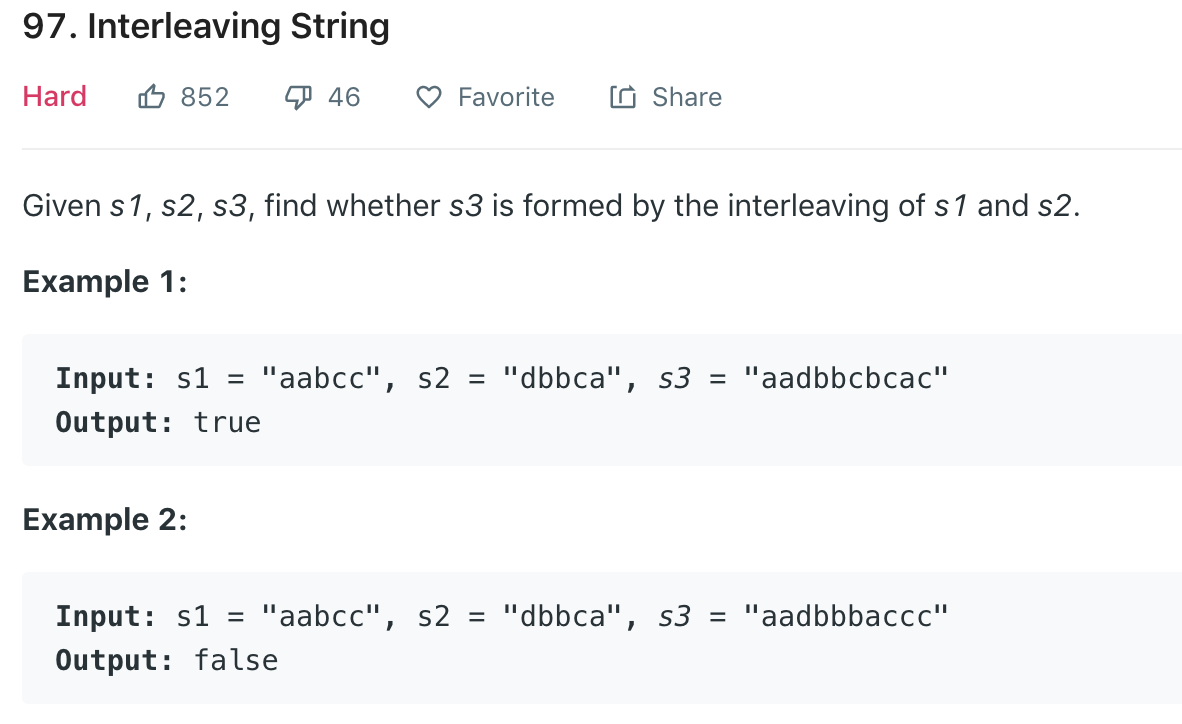 97. Interleaving String
Hard 852 46 Favorite Share
Given s1, s2, s3, find whether s3 is formed by the interleaving of s1 and s2.
Example 1:
Input: s1 = "aabcc", s2 = "dbbca", s3 = "aadbbcbcac"
Output: true
Example 2:
Input: s1 = "aabcc", s2 = "dbbca", s3 = "aadbbbaccc"
Output: false